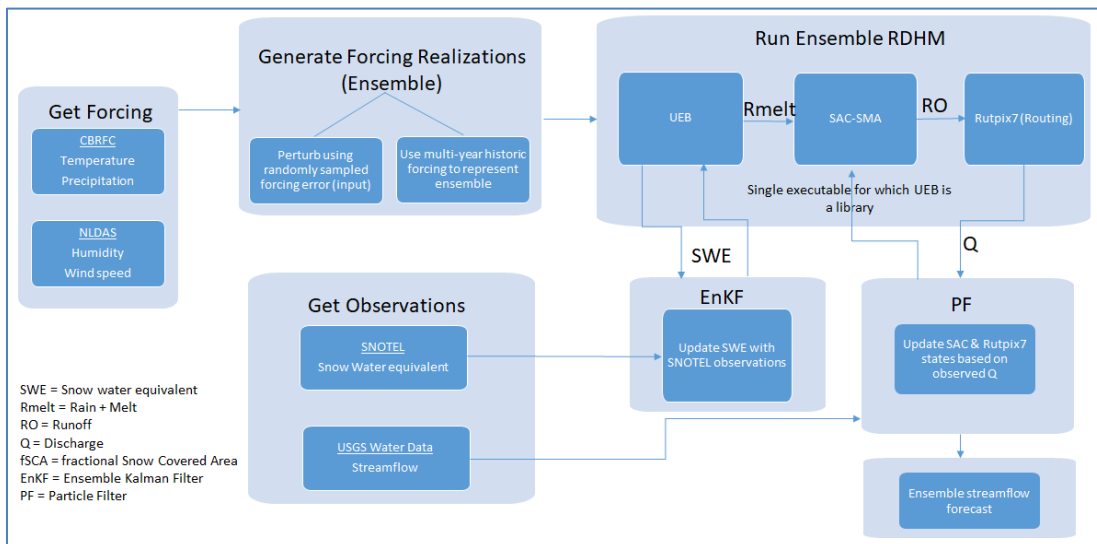 Get Forcing
CBRFC
Temperature
Precipitation
NLDAS
Humidity
Wind speed
Generate Forcing Realizations
(Ensemble)
Perturb using
randomly sampled
forcing error (input)
Use multi-year historic
forcing to represent
ensemble
Run Ensemble RDHM
UEB
Rmelt
SAC-SMA
RO
Rutpix7 (Routing)
Single executable for which UEB is
a library
SWE
Q
Get Observations
SNOTEL
Snow Water equivalent
USGS Water Data
Streamflow
EnKF
Update SWE with
SNOTEL observations
PF
Update SAC & Rutpix7
states based on
observed Q
Ensemble streamflow
forecast
SWE = Snow water equivalent
Rmelt = Rain + Melt
RO = Runoff
Q = Discharge
fSCA = fractional Snow Covered Area
EnKF = Ensemble Kalman Filter
PF = Particle Filter